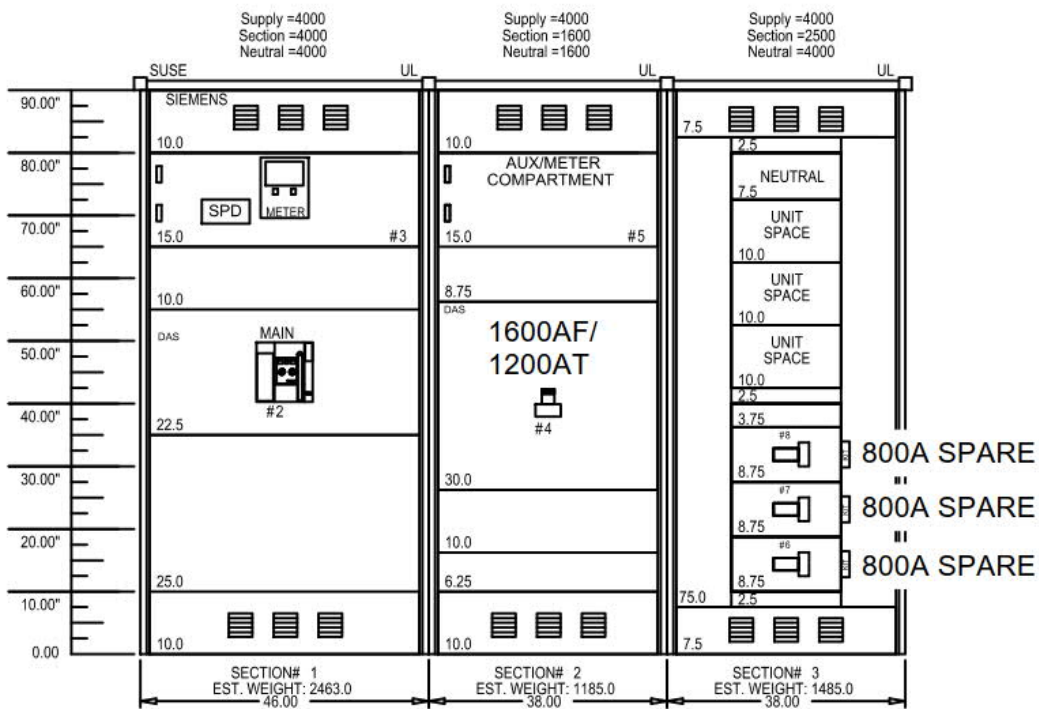 Supply =4000
Section =4000
Neutral =4000
Supply =4000
Section =1600
Neutral =1600
Supply =4000
Section =2500
Neutral =4000
SUSE
UL
UL
UL
90.00"
80.00"
70.00"
60.00"
50.00"
40.00"
30.00"
20.00"
10.00"
0.00
SIEMENS
10.0
SPD
METER
15.0
#3
10.0
DAS
MAIN
#2
22.5
25.0
10.0
10.0
AUX/METER
COMPARTMENT
15.0
#5
8.75
DAS
1600AF/
1200AT
#4
30.0
10.0
6.25
10.0
7.5
2.5
NEUTRAL
7.5
UNIT
SPACE
10.0
UNIT
SPACE
10.0
UNIT
SPACE
10.0
2.5
3.75
#8
8.75
KIT
800A SPARE
#7
8.75
KIT
800A SPARE
#6
8.75
KIT
800A SPARE
75.0
2.5
7.5
SECTION# 1
EST. WEIGHT: 2463.0
46.00
SECTION# 2
EST. WEIGHT: 1185.0
38.00
SECTION# 3
EST. WEIGHT: 1485.0
38.00